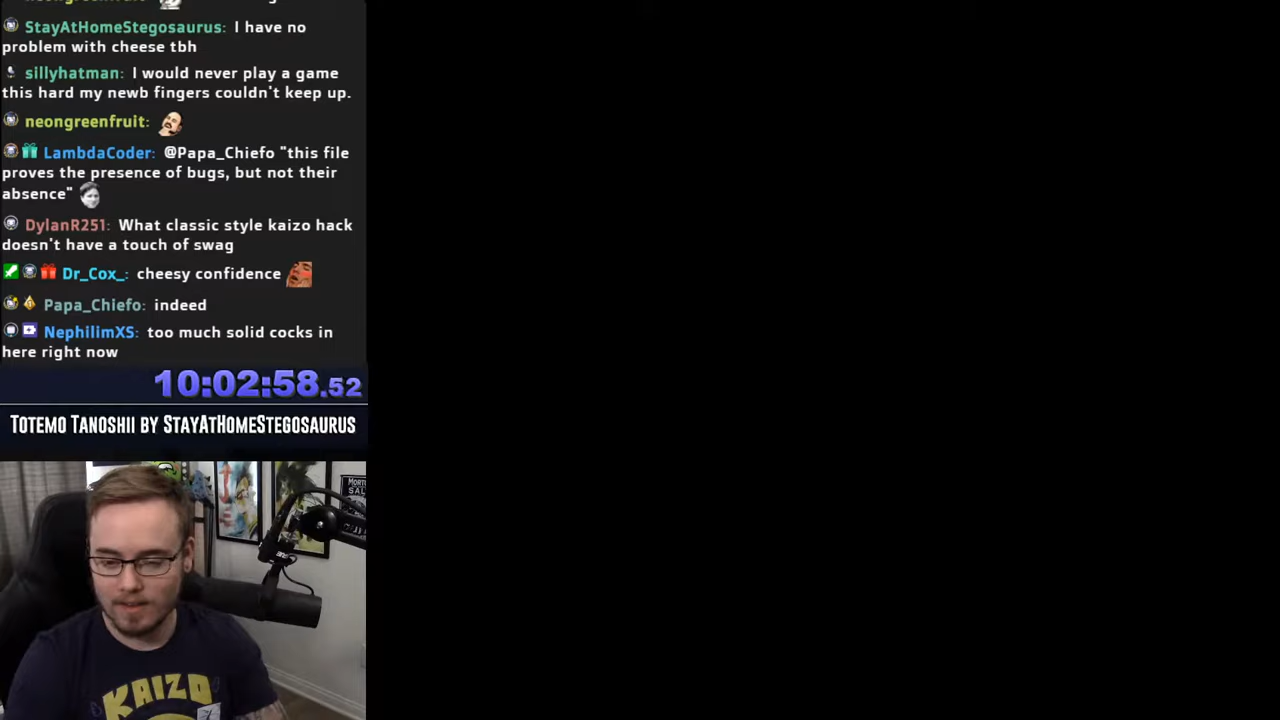 StayAtHomeStegosaurus: I have no
problem with cheese tbh
sillyhatman: I would never play a game
this hard my newb fingers couldn't keep up.
neongreenfruit:
LambdaCoder: @Papa_Chiefo "this file
proves the presence of bugs, but not their
absence"
DylanR251: What classic style kaizo hack
doesn't have a touch of swag
Dr_Cox_: cheesy confidence
Papa_Chiefo: indeed
NephilimXS: too much solid cocks in
here right now
10:02:58.52
TOTEMO TANOSHII BY STAYATHOMESTEGOSAURUS
KAIZO